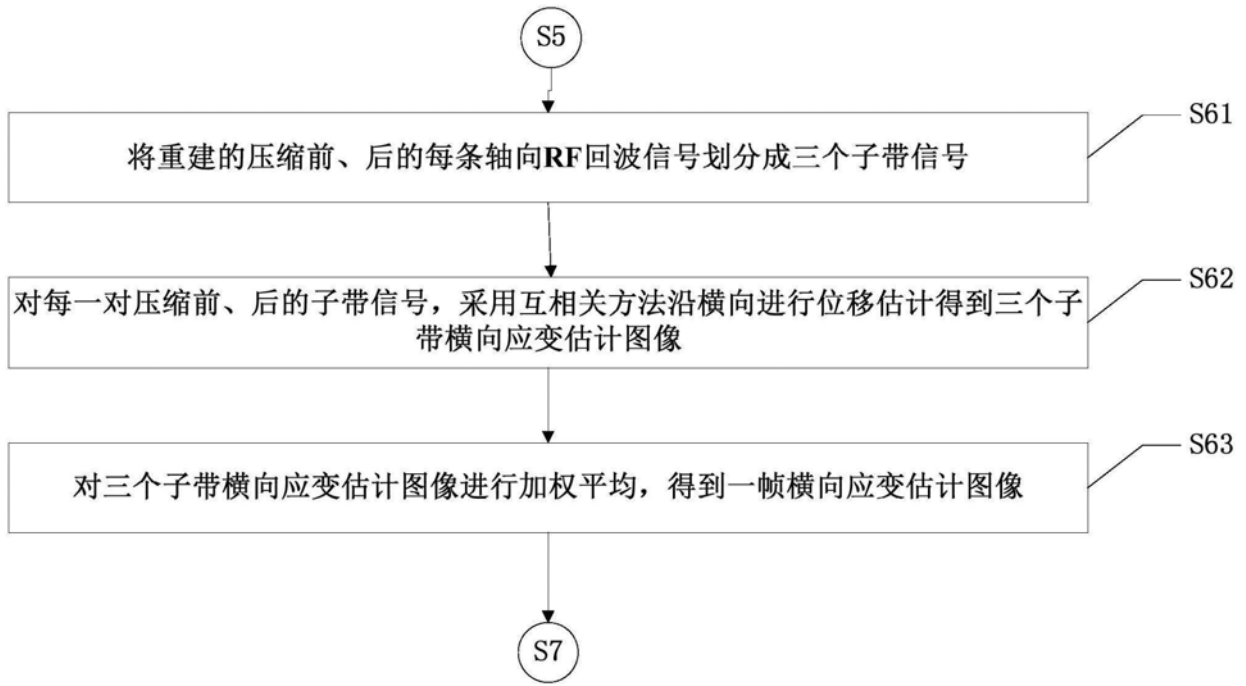 S5
S61
将重建的压缩前、后的每条轴向RF回波信号划分成三个子带信号
S62
对每一对压缩前、后的子带信号，采用互相关方法沿横向进行位移估计得到三个子
带横向应变估计图像
S63
对三个子带横向应变估计图像进行加权平均，得到一帧横向应变估计图像
S7